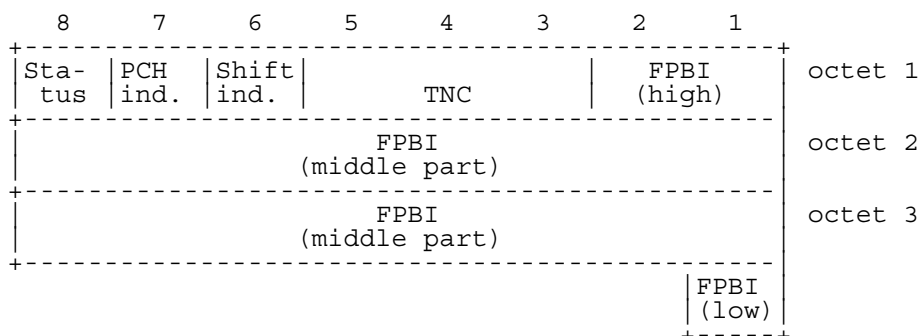 8 7 6 5 4 3 2 1
Sta- PCH Shift FPBI octet 1
tus ind. ind. TNC (high)
FPBI octet 2
(middle part)
FPBI octet 3
(middle part)
FPBI
(low)